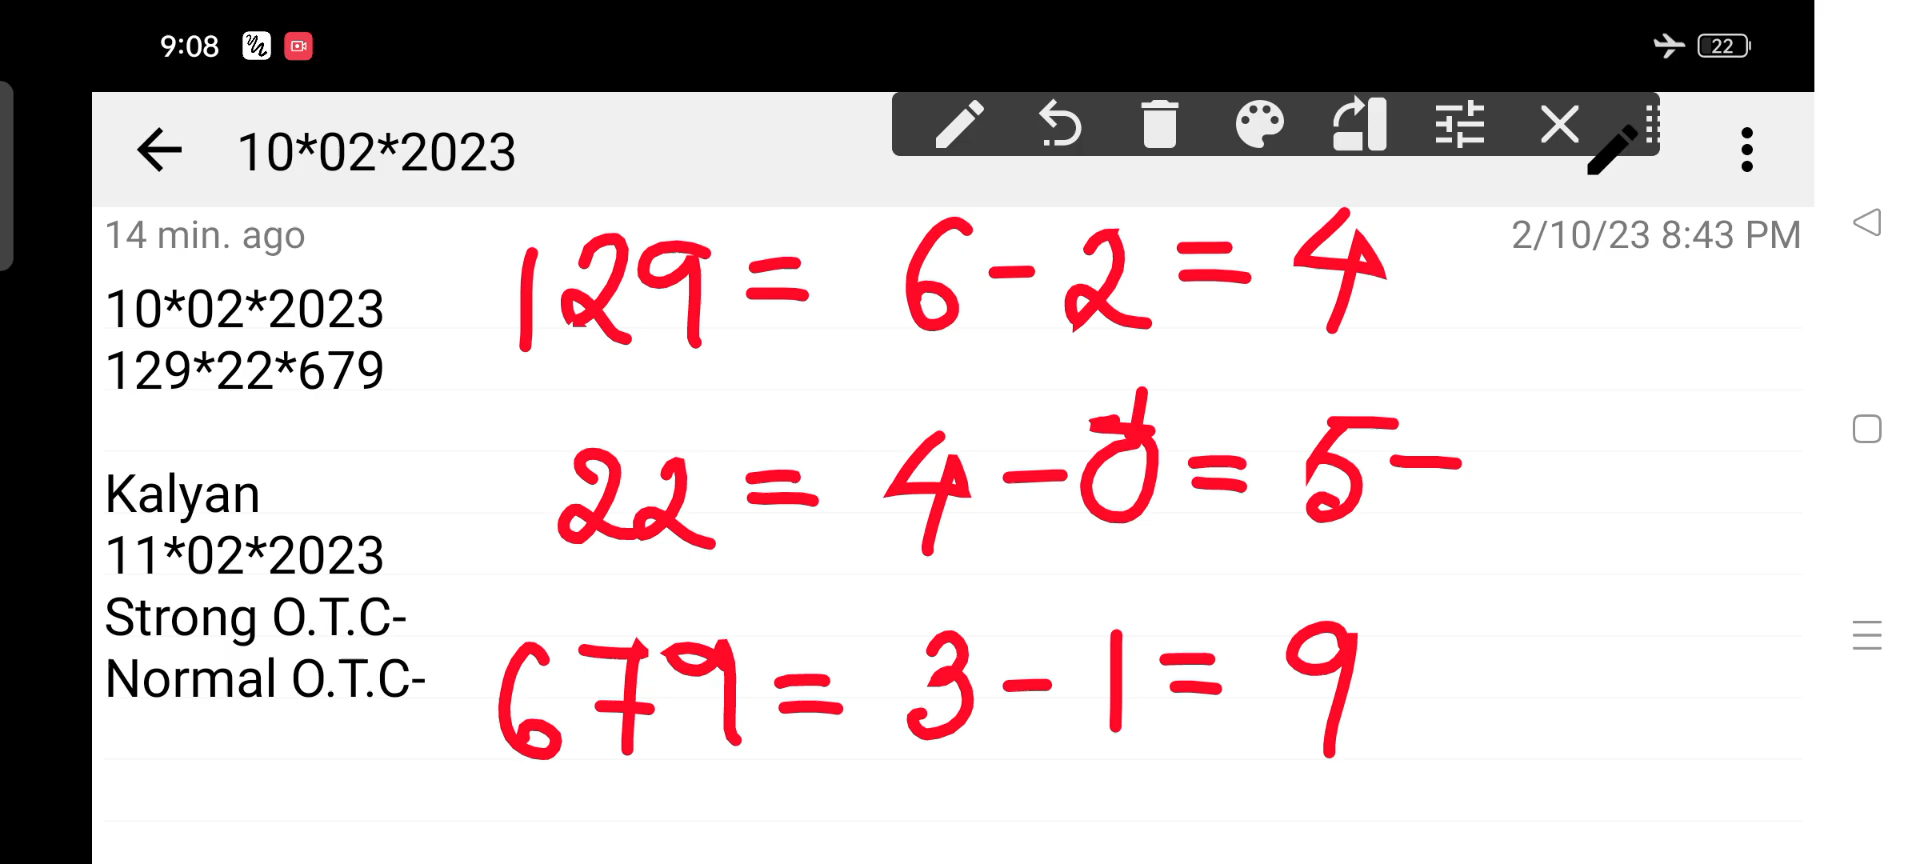 9:08
22
10*02*2023
14 min. ago
2/10/23 8:43 PM
129 = 6 - 2 = 4
10*02*2023
129*22*679
22 = 4 - = 5 -
Kalyan
11*02*2023
Strong O.T.C-
Normal O.T.C-
679 = 3 - 1 = 9